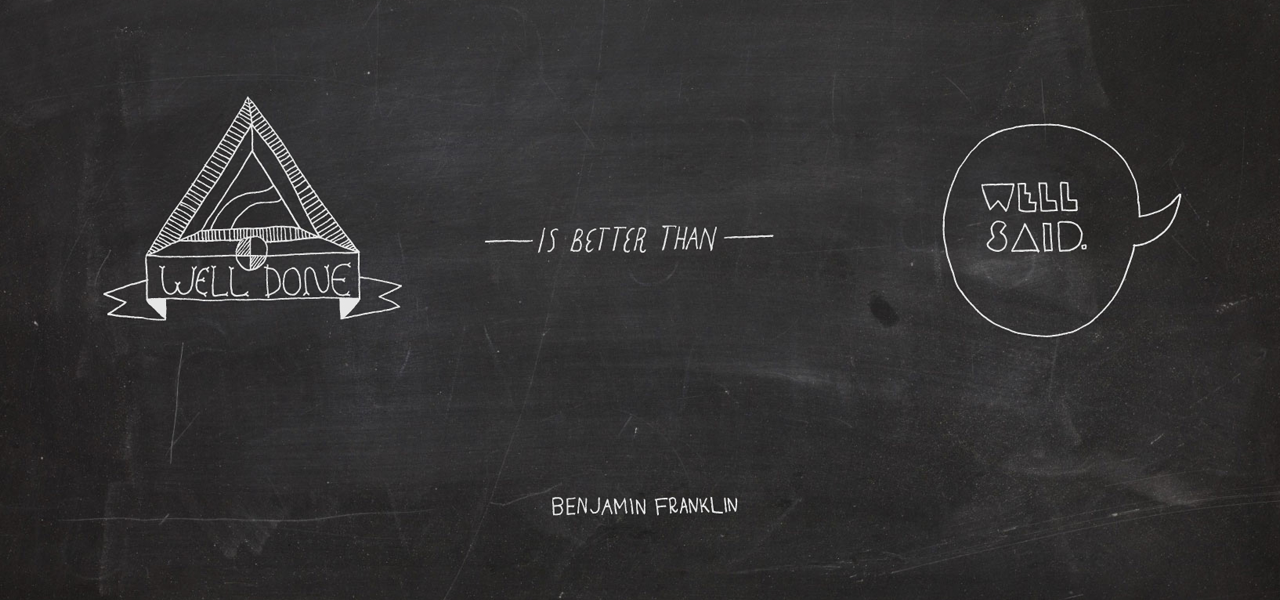 WELL DONE
IS BETTER THAN
WELL
SAID.
BENJAMIN FRANKLIN